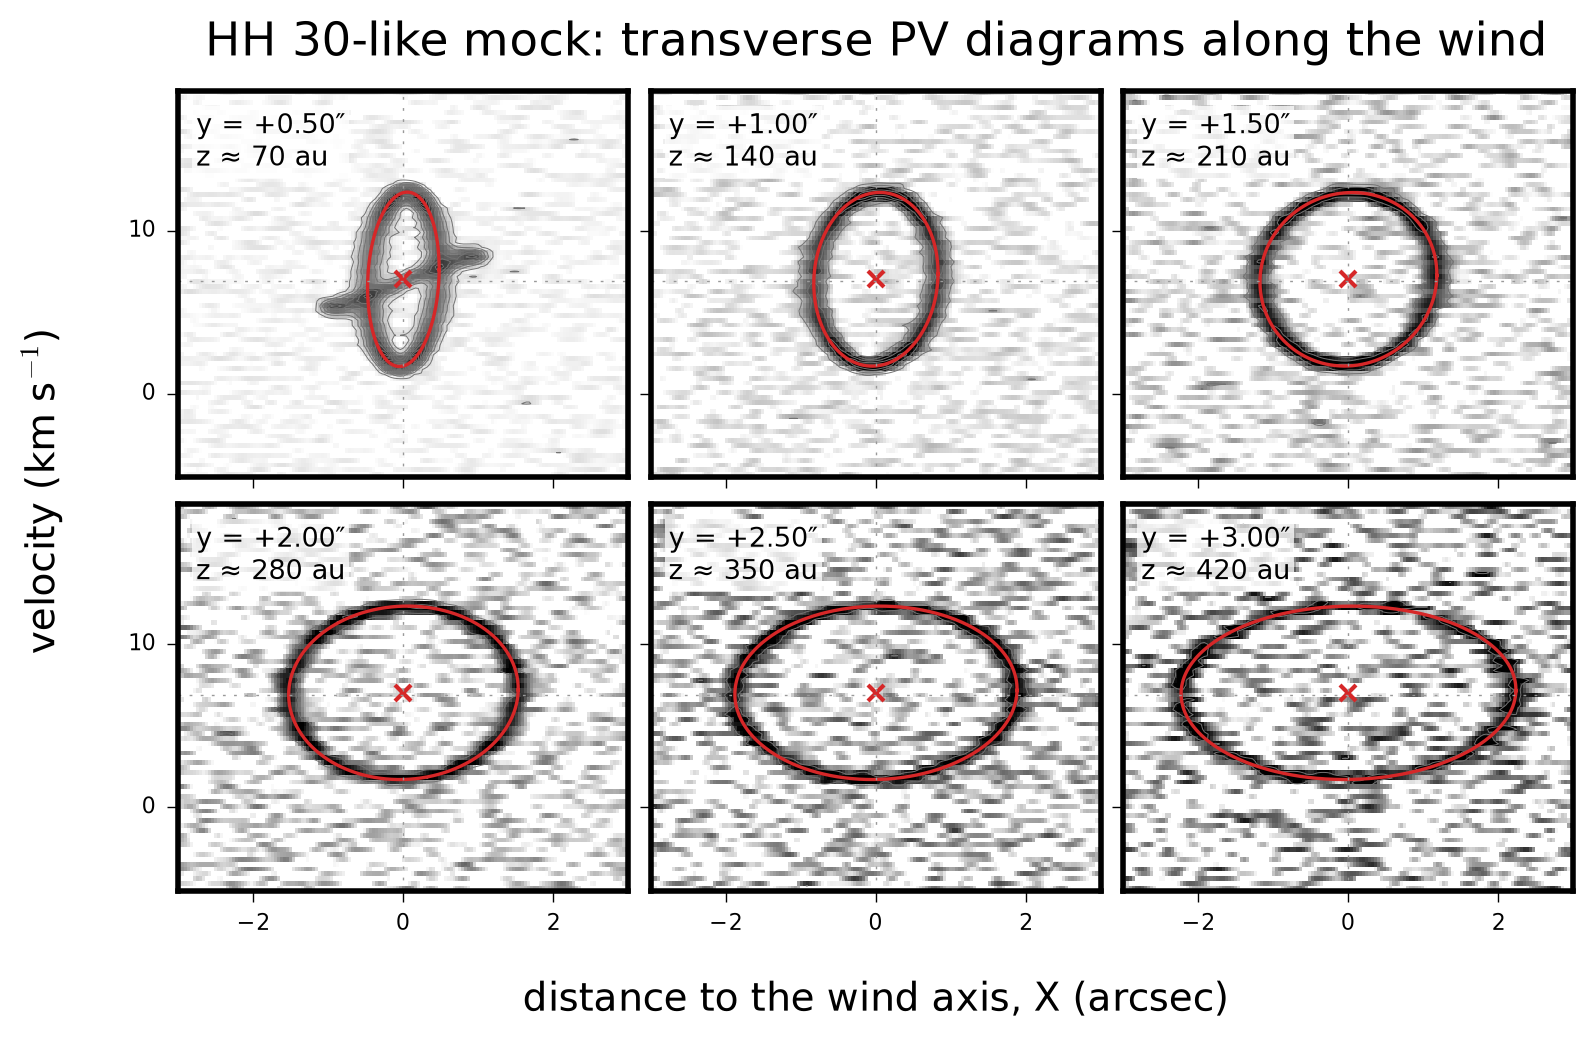 HH 30-like mock: transverse PV diagrams along the wind
y = +0.50″
z ≈ 70 au
y = +1.00″
z ≈ 140 au
y = +1.50″
z ≈ 210 au
10
0
y = +2.00″
z ≈ 280 au
y = +2.50″
z ≈ 350 au
y = +3.00″
z ≈ 420 au
10
0
velocity (km s⁻¹)
−2 0 2 −2 0 2 −2 0 2
distance to the wind axis, X (arcsec)